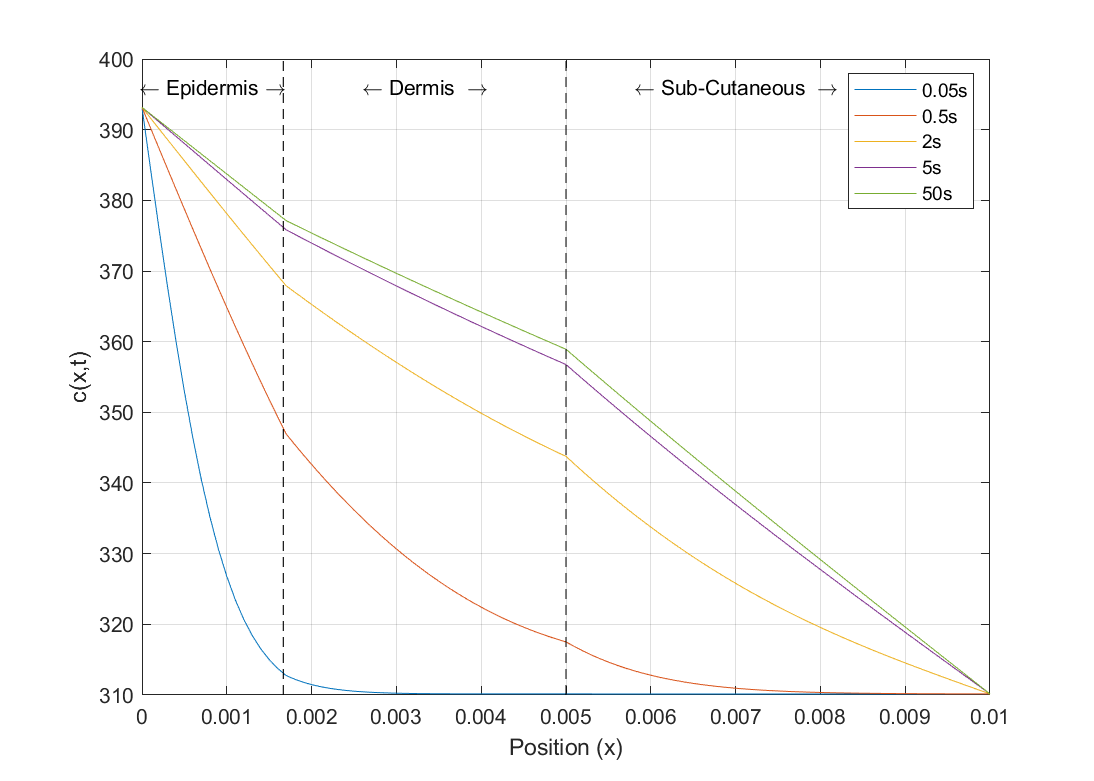 400
390
380
370
360
350
340
330
320
310
c(x,t)
← Epidermis →
← Dermis →
← Sub-Cutaneous →
0.05s
0.5s
2s
5s
50s
0 0.001 0.002 0.003 0.004 0.005 0.006 0.007 0.008 0.009 0.01
Position (x)